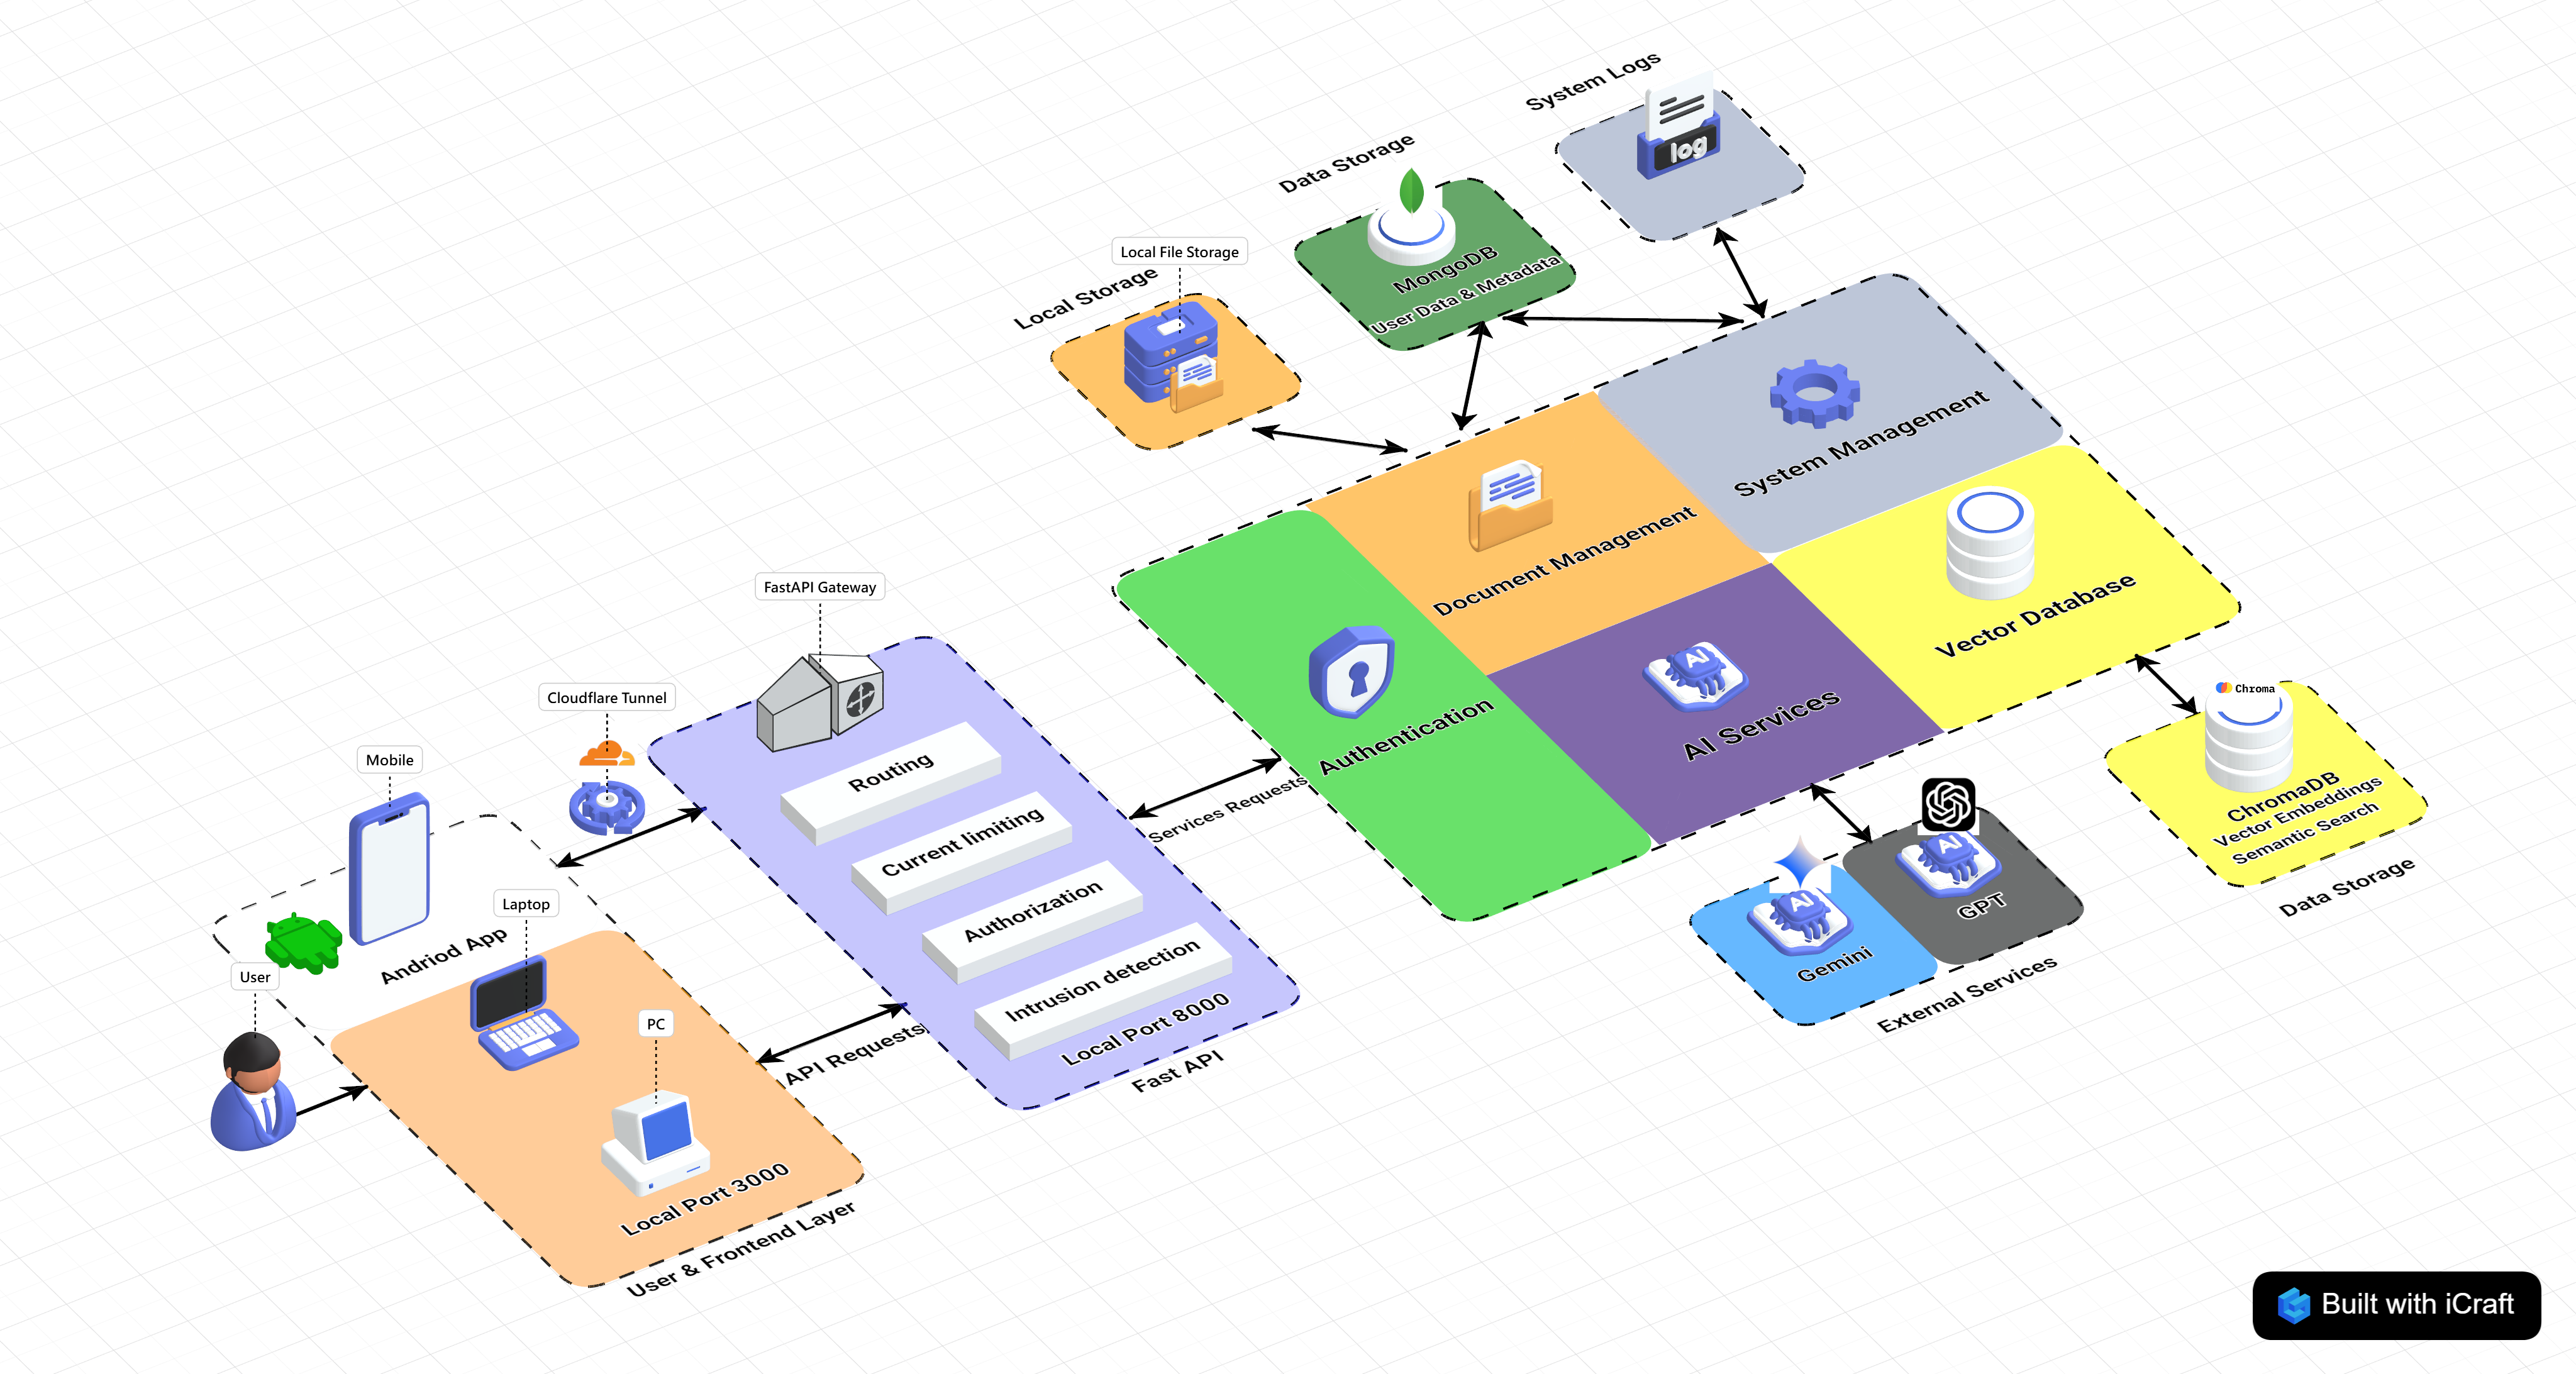 System Logs
log
Data Storage
MongoDB
User Data & Metadata
Local File Storage
Local Storage
System Management
Document Management
Vector Database
Authentication
AI
AI Services
Chroma
ChromaDB
Vector Embeddings
Semantic Search
Data Storage
AI
GPT
AI
Gemini
External Services
Services Requests
FastAPI Gateway
Routing
Current limiting
Authorization
Intrusion detection
Local Port 8000
Fast API
Cloudflare Tunnel
Mobile
Andriod App
Laptop
User
PC
API Requests
Local Port 3000
User & Frontend Layer
Built with iCraft